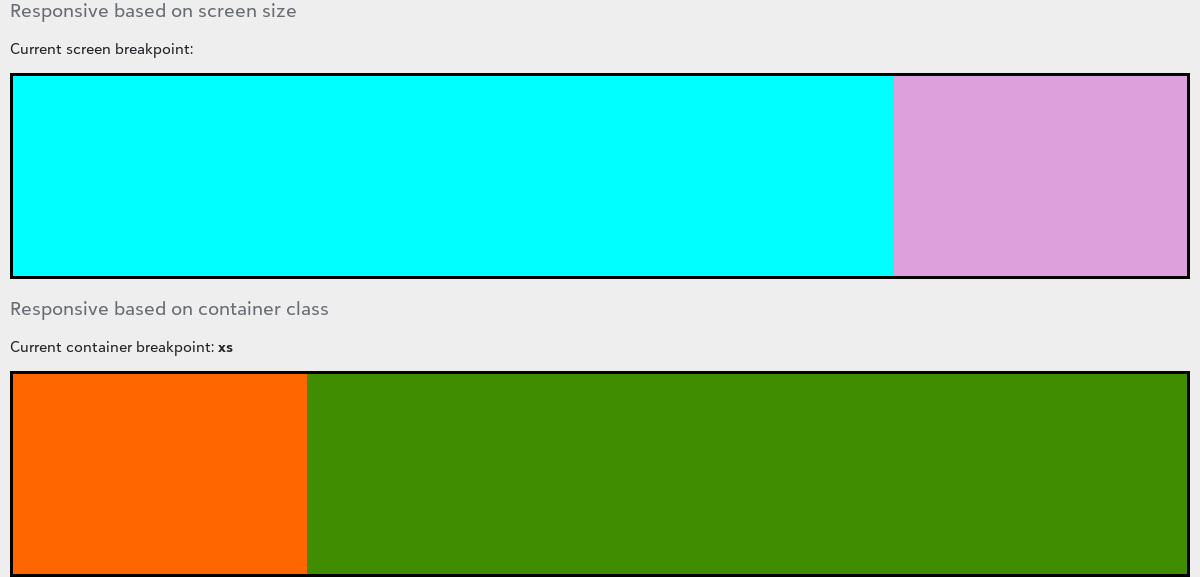 Responsive based on screen size
Current screen breakpoint:
Responsive based on container class
Current container breakpoint: xs